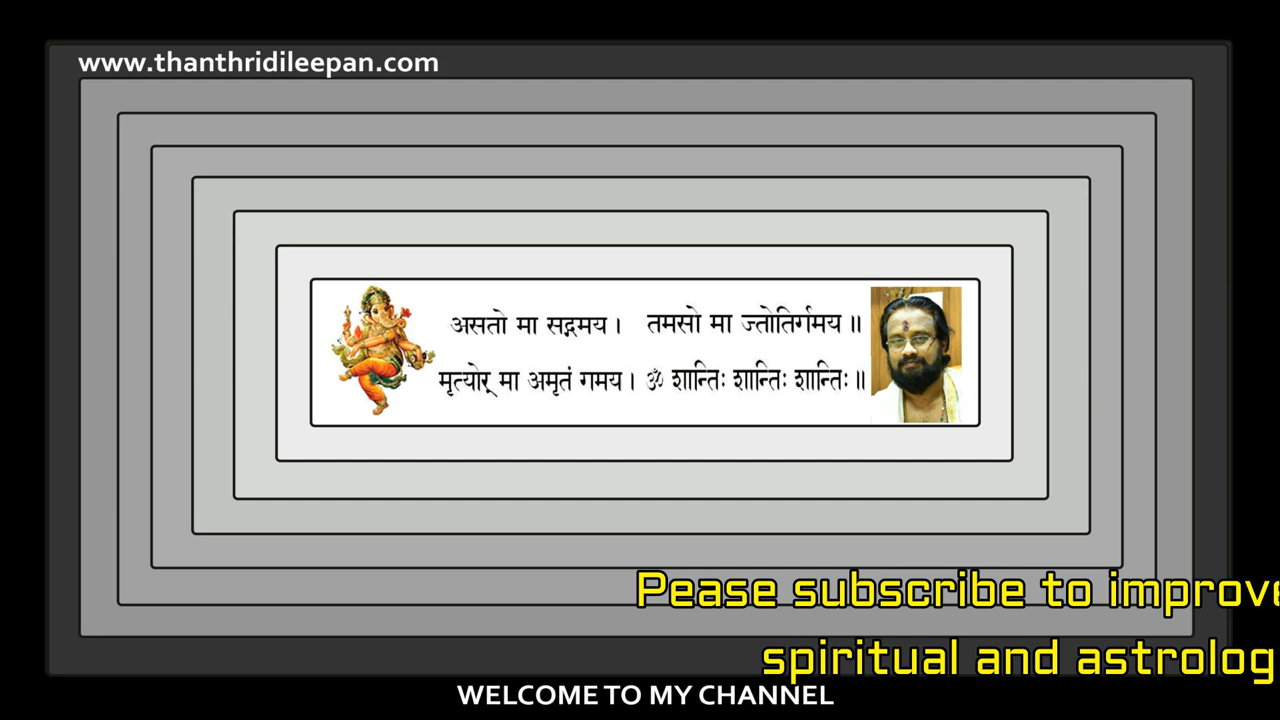 www.thanthridileepan.com
असतो मा सद्गमय । तमसो मा ज्तोतिर्गमय ॥
मृत्योर् मा अमृतं गमय । ॐ शान्तिः शान्तिः शान्तिः ॥
Pease subscribe to improve
spiritual and astrolog
WELCOME TO MY CHANNEL